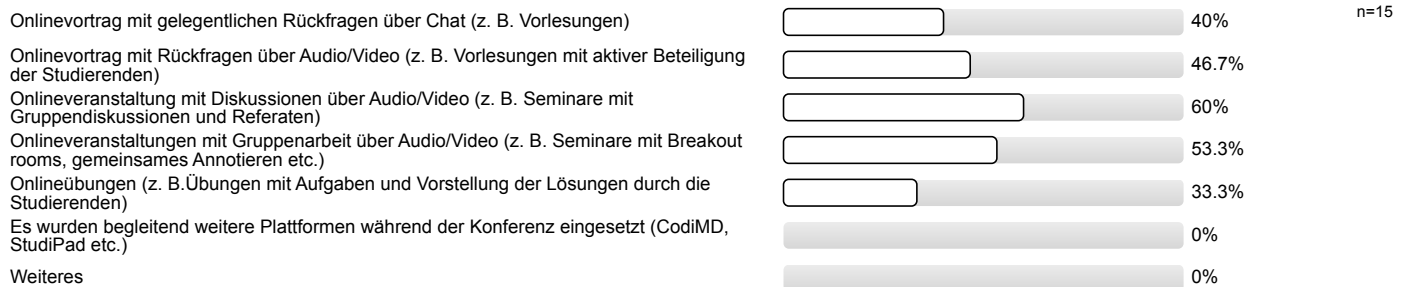 Onlinevortrag mit gelegentlichen Rückfragen über Chat (z. B. Vorlesungen) 40% n=15
Onlinevortrag mit Rückfragen über Audio/Video (z. B. Vorlesungen mit aktiver Beteiligung
der Studierenden) 46.7%
Onlineveranstaltung mit Diskussionen über Audio/Video (z. B. Seminare mit
Gruppendiskussionen und Referaten) 60%
Onlineveranstaltungen mit Gruppenarbeit über Audio/Video (z. B. Seminare mit Breakout
rooms, gemeinsames Annotieren etc.) 53.3%
Onlineübungen (z. B.Übungen mit Aufgaben und Vorstellung der Lösungen durch die
Studierenden) 33.3%
Es wurden begleitend weitere Plattformen während der Konferenz eingesetzt (CodiMD,
StudiPad etc.) 0%
Weiteres 0%